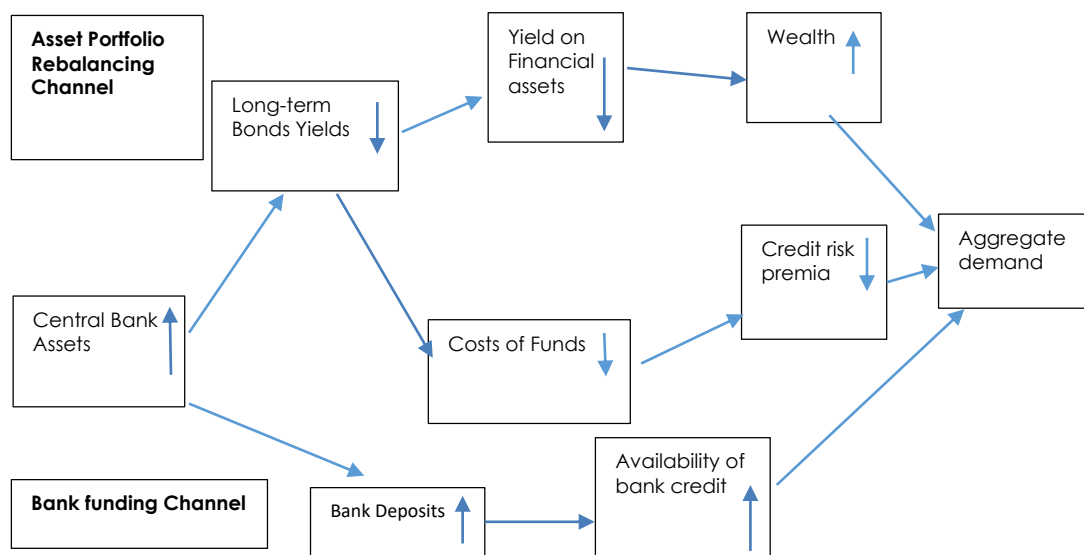 Asset Portfolio
Rebalancing
Channel
Long-term
Bonds Yields
Yield on
Financial
assets
Wealth
Central Bank
Assets
Costs of Funds
Credit risk
premia
Aggregate
demand
Bank funding Channel
Bank Deposits
Availability of
bank credit